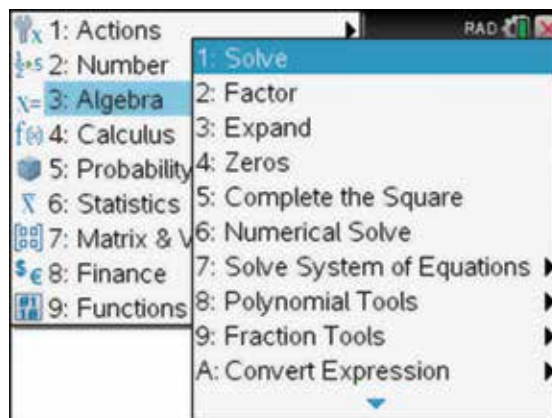 1: Actions
2: Number
3: Algebra
4: Calculus
5: Probability
6: Statistics
7: Matrix & V
8: Finance
9: Functions
RAD
1: Solve
2: Factor
3: Expand
4: Zeros
5: Complete the Square
6: Numerical Solve
7: Solve System of Equations
8: Polynomial Tools
9: Fraction Tools
A: Convert Expression